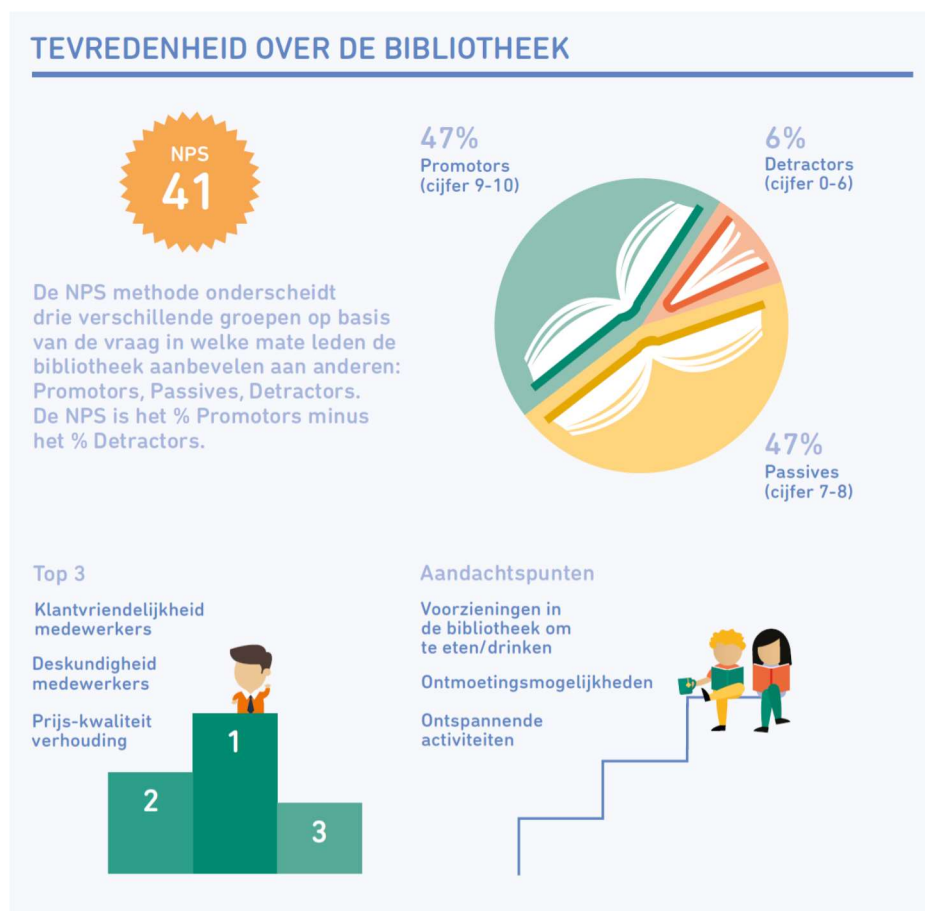 TEVREDENHEID OVER DE BIBLIOTHEEK
NPS
41
De NPS methode onderscheidt
drie verschillende groepen op basis
van de vraag in welke mate leden de
bibliotheek aanbevelen aan anderen:
Promotors, Passives, Detractors.
De NPS is het % Promotors minus
het % Detractors.
47%
Promotors
(cijfer 9-10)
6%
Detractors
(cijfer 0-6)
47%
Passives
(cijfer 7-8)
Top 3
Klantvriendelijkheid
medewerkers
Deskundigheid
medewerkers
Prijs-kwaliteit
verhouding
1
2
3
Aandachtspunten
Voorzieningen in
de bibliotheek om
te eten/drinken
Ontmoetingsmogelijkheden
Ontspannende
activiteiten